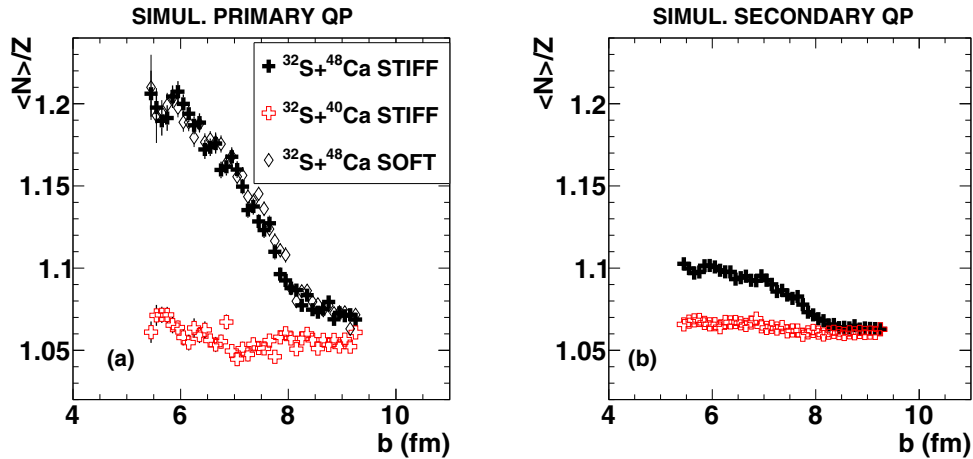 SIMUL. PRIMARY QP
<N>/Z
1.2
1.15
1.1
1.05
³²S+⁴⁸Ca STIFF
³²S+⁴⁰Ca STIFF
³²S+⁴⁸Ca SOFT
(a)
4 6 8 10
b (fm)
SIMUL. SECONDARY QP
<N>/Z
1.2
1.15
1.1
1.05
(b)
4 6 8 10
b (fm)